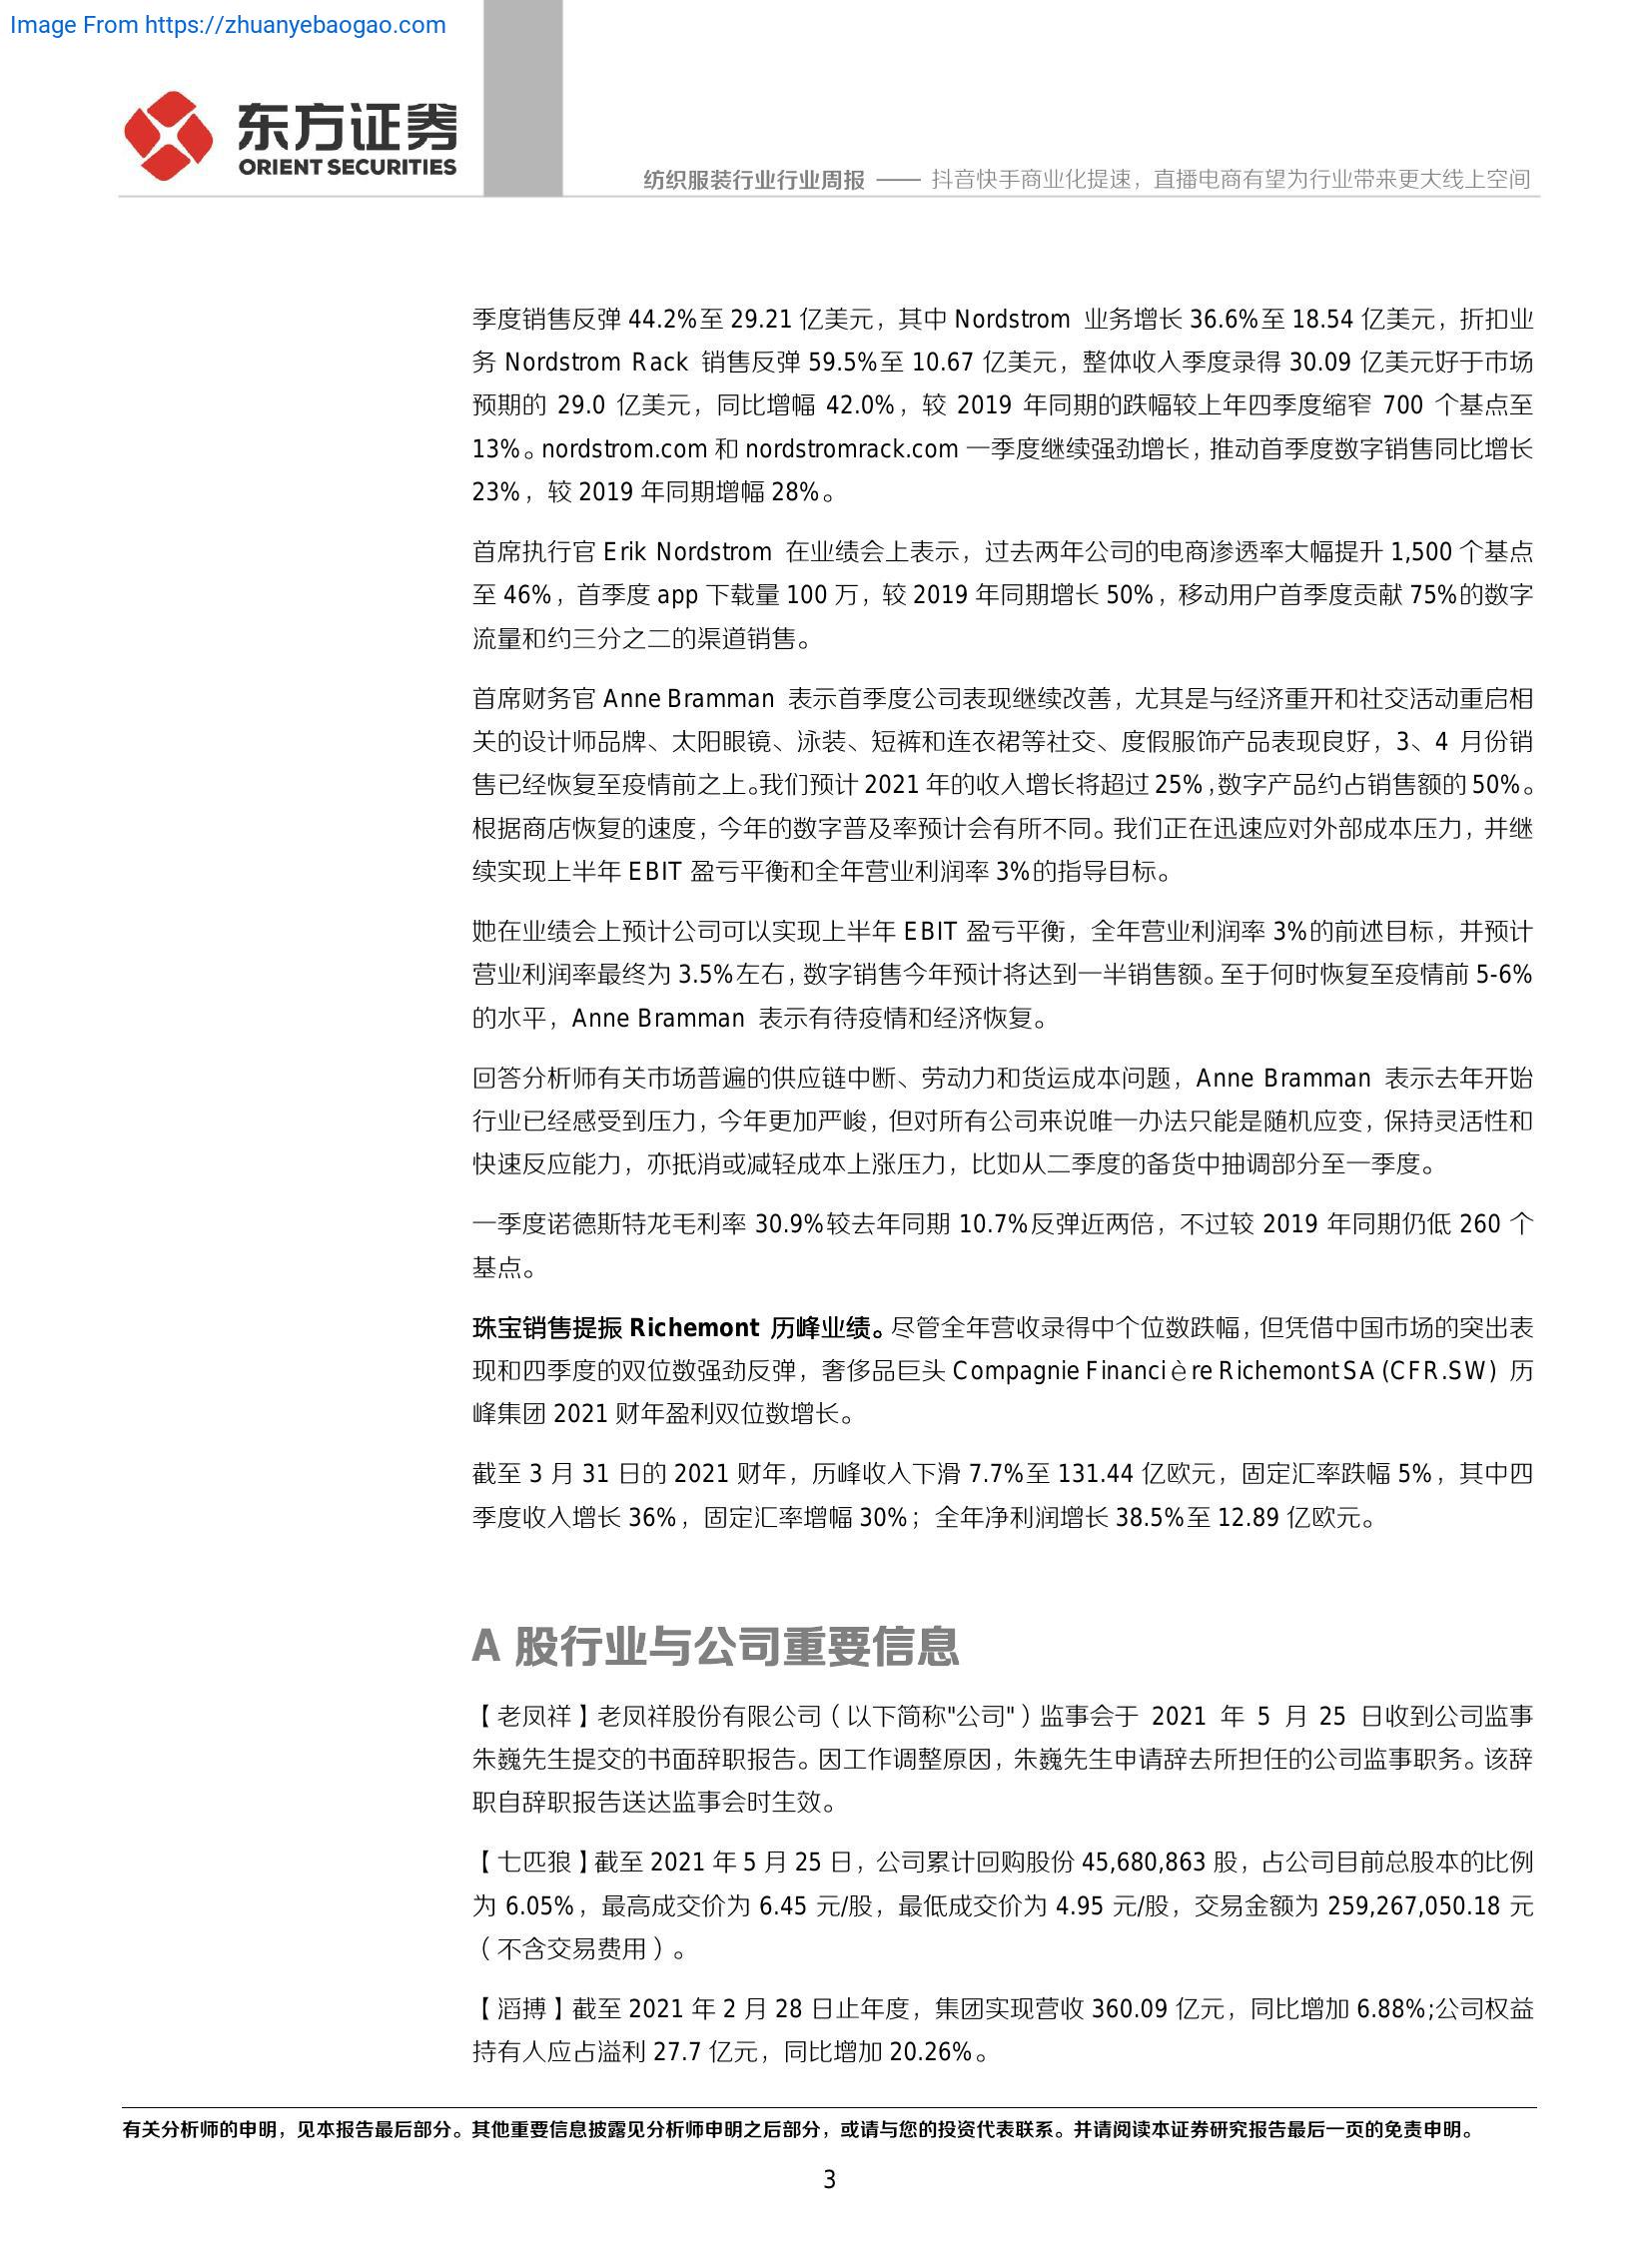 Image From https://zhuanyebaogao.com
东方证券
ORIENT SECURITIES
纺织服装行业行业周报 —— 抖音快手商业化提速，直播电商有望为行业带来更大线上空间
季度销售反弹 44.2%至 29.21 亿美元，其中 Nordstrom 业务增长 36.6%至 18.54 亿美元，折扣业
务 Nordstrom Rack 销售反弹 59.5%至 10.67 亿美元，整体收入季度录得 30.09 亿美元好于市场
预期的 29.0 亿美元，同比增幅 42.0%，较 2019 年同期的跌幅较上年四季度缩窄 700 个基点至
13%。nordstrom.com 和 nordstromrack.com 一季度继续强劲增长，推动首季度数字销售同比增长
23%，较 2019 年同期增幅 28%。
首席执行官 Erik Nordstrom 在业绩会上表示，过去两年公司的电商渗透率大幅提升 1,500 个基点
至 46%，首季度 app 下载量 100 万，较 2019 年同期增长 50%，移动用户首季度贡献 75%的数字
流量和约三分之二的渠道销售。
首席财务官 Anne Bramman 表示首季度公司表现继续改善，尤其是与经济重开和社交活动重启相
关的设计师品牌、太阳眼镜、泳装、短裤和连衣裙等社交、度假服饰产品表现良好，3、4 月份销
售已经恢复至疫情前之上。我们预计 2021 年的收入增长将超过 25%，数字产品约占销售额的 50%。
根据商店恢复的速度，今年的数字普及率预计会有所不同。我们正在迅速应对外部成本压力，并继
续实现上半年 EBIT 盈亏平衡和全年营业利润率 3%的指导目标。
她在业绩会上预计公司可以实现上半年 EBIT 盈亏平衡，全年营业利润率 3%的前述目标，并预计
营业利润率最终为 3.5%左右，数字销售今年预计将达到一半销售额。至于何时恢复至疫情前 5-6%
的水平，Anne Bramman 表示有待疫情和经济恢复。
回答分析师有关市场普遍的供应链中断、劳动力和货运成本问题，Anne Bramman 表示去年开始
行业已经感受到压力，今年更加严峻，但对所有公司来说唯一办法只能是随机应变，保持灵活性和
快速反应能力，亦抵消或减轻成本上涨压力，比如从二季度的备货中抽调部分至一季度。
一季度诺德斯特龙毛利率 30.9%较去年同期 10.7%反弹近两倍，不过较 2019 年同期仍低 260 个
基点。
珠宝销售提振 Richemont 历峰业绩。尽管全年营收录得中个位数跌幅，但凭借中国市场的突出表
现和四季度的双位数强劲反弹，奢侈品巨头 Compagnie Financière Richemont SA (CFR.SW) 历
峰集团 2021 财年盈利双位数增长。
截至 3 月 31 日的 2021 财年，历峰收入下滑 7.7%至 131.44 亿欧元，固定汇率跌幅 5%，其中四
季度收入增长 36%，固定汇率增幅 30%；全年净利润增长 38.5%至 12.89 亿欧元。
A 股行业与公司重要信息
【老凤祥】老凤祥股份有限公司（以下简称"公司"）监事会于 2021 年 5 月 25 日收到公司监事
朱巍先生提交的书面辞职报告。因工作调整原因，朱巍先生申请辞去所担任的公司监事职务。该辞
职自辞职报告送达监事会时生效。
【七匹狼】截至 2021 年 5 月 25 日，公司累计回购股份 45,680,863 股，占公司目前总股本的比例
为 6.05%，最高成交价为 6.45 元/股，最低成交价为 4.95 元/股，交易金额为 259,267,050.18 元
（不含交易费用）。
【滔搏】截至 2021 年 2 月 28 日止年度，集团实现营收 360.09 亿元，同比增加 6.88%;公司权益
持有人应占溢利 27.7 亿元，同比增加 20.26%。
有关分析师的申明，见本报告最后部分。其他重要信息披露见分析师申明之后部分，或请与您的投资代表联系。并请阅读本证券研究报告最后一页的免责申明。
3